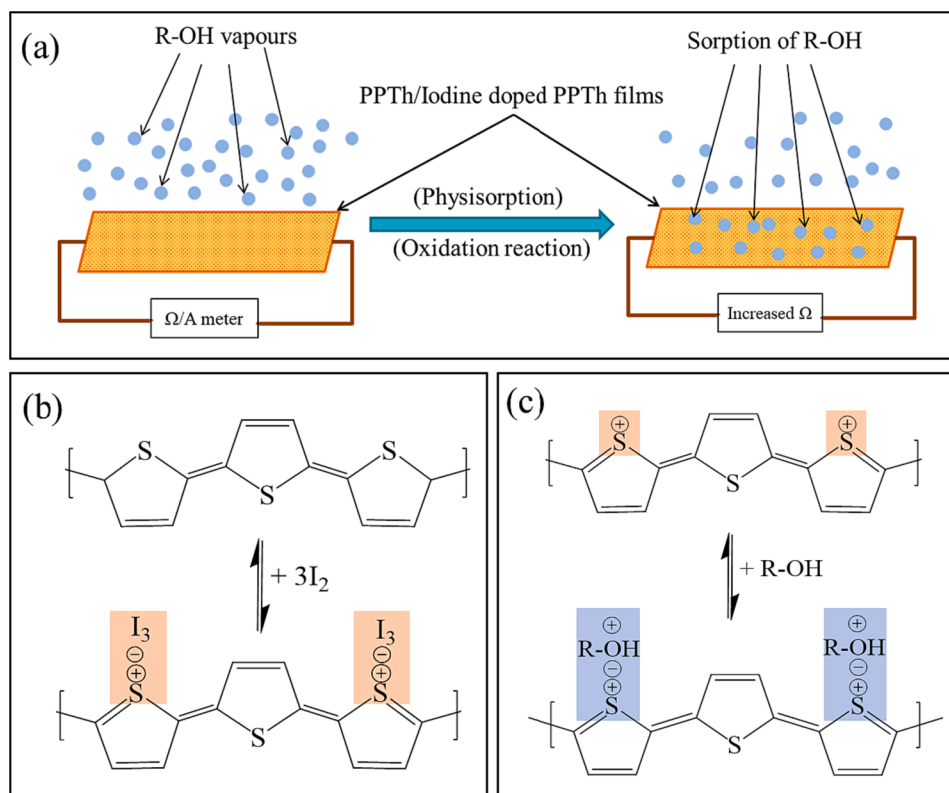 (a)
R-OH vapours
Sorption of R-OH
PPTh/Iodine doped PPTh films
(Physisorption)
(Oxidation reaction)
Ω/A meter
Increased Ω
(b)
S
S
S
+ 3I₂
I₃
I₃
⊖
⊖
⊕
⊕
S
S
S
(c)
⊕
⊕
S
S
S
+ R-OH
⊕
⊕
R-OH
R-OH
⊖
⊖
⊕
⊕
S
S
S